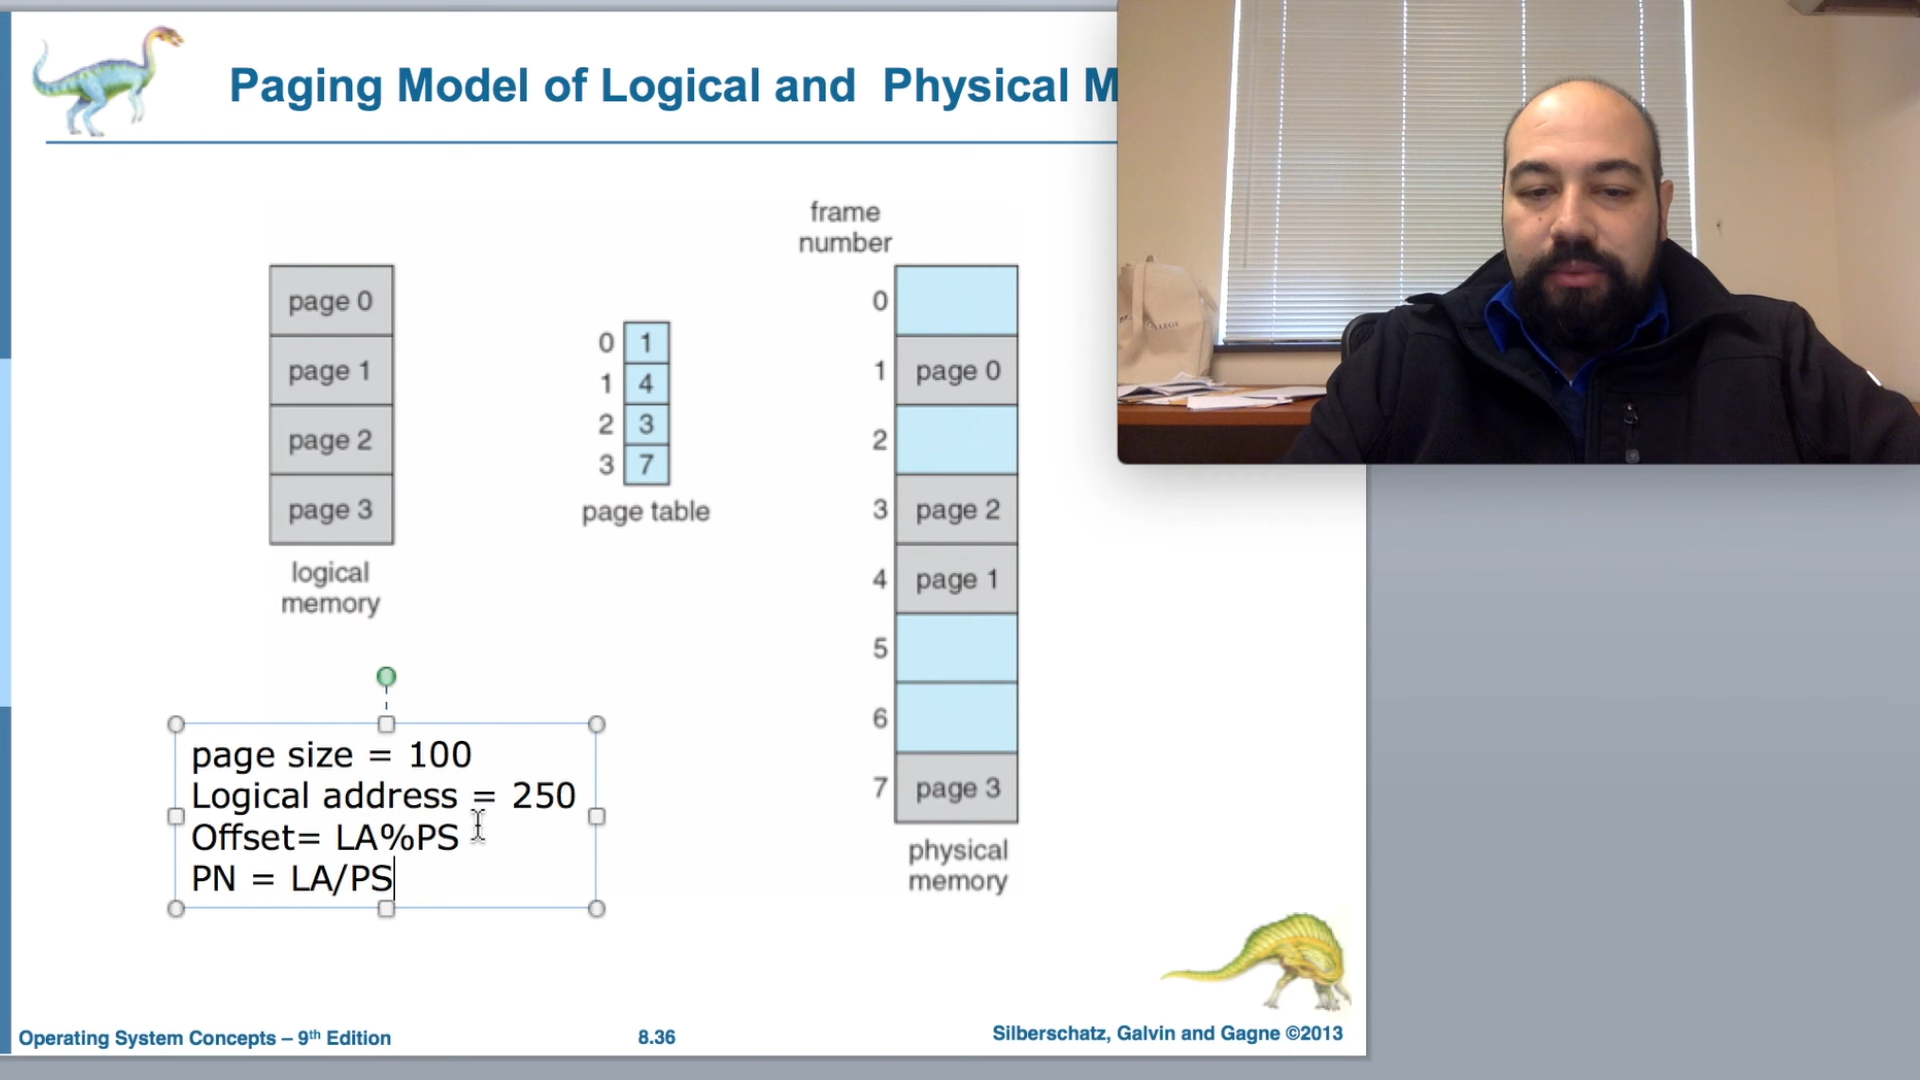 Paging Model of Logical and Physical M
frame
number
page 0
page 1
page 2
page 3
logical
memory
0 1
1 4
2 3
3 7
page table
0
1 page 0
2
3 page 2
4 page 1
5
6
7 page 3
physical
memory
page size = 100
Logical address = 250
Offset= LA%PS
PN = LA/PS
Operating System Concepts – 9th Edition
8.36
Silberschatz, Galvin and Gagne ©2013